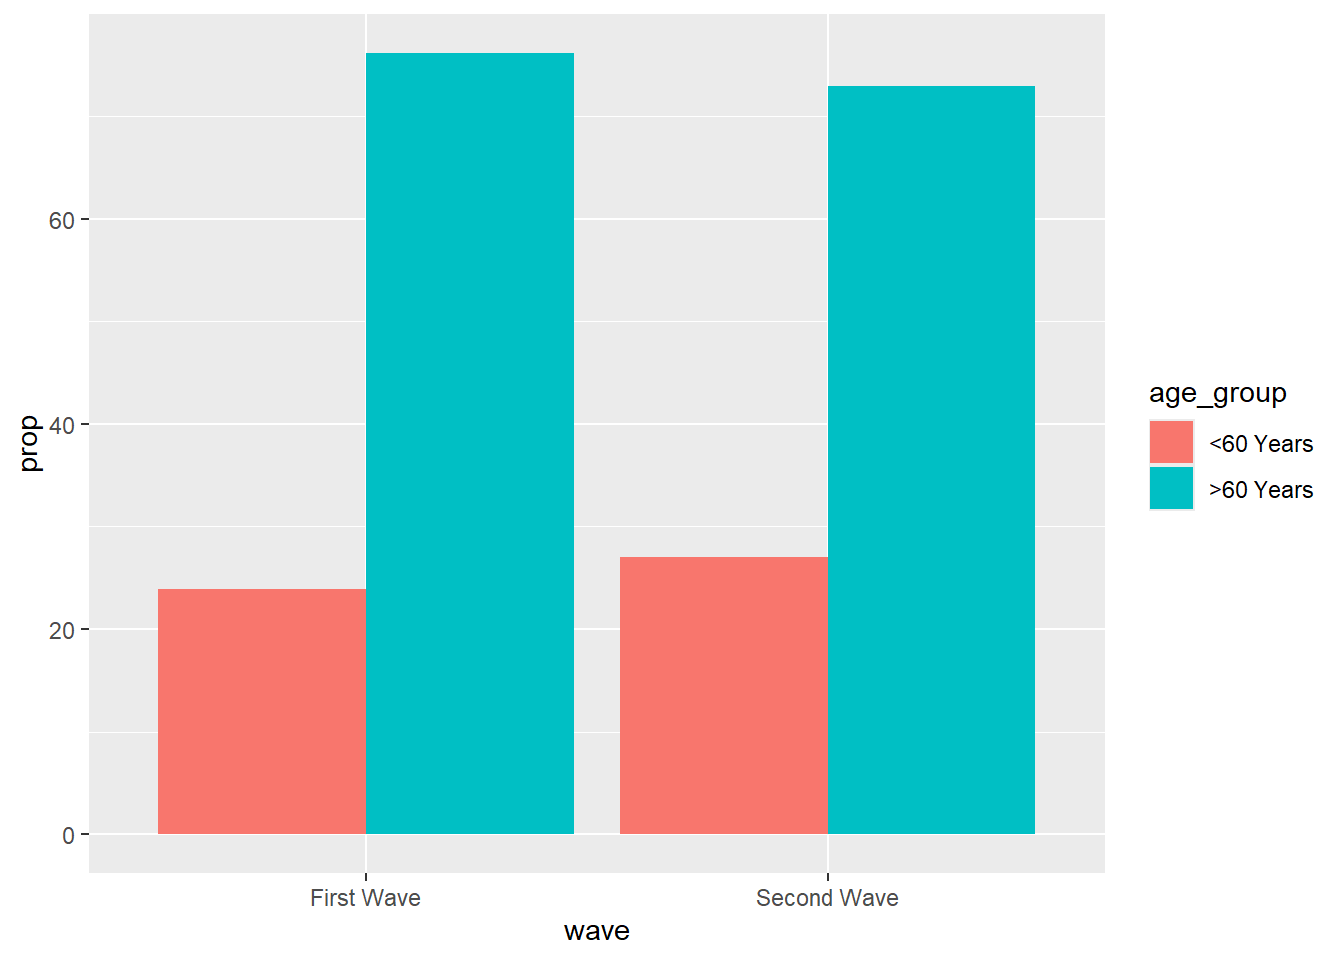 prop
60
40
20
0
First Wave
Second Wave
wave
age_group
<60 Years
>60 Years